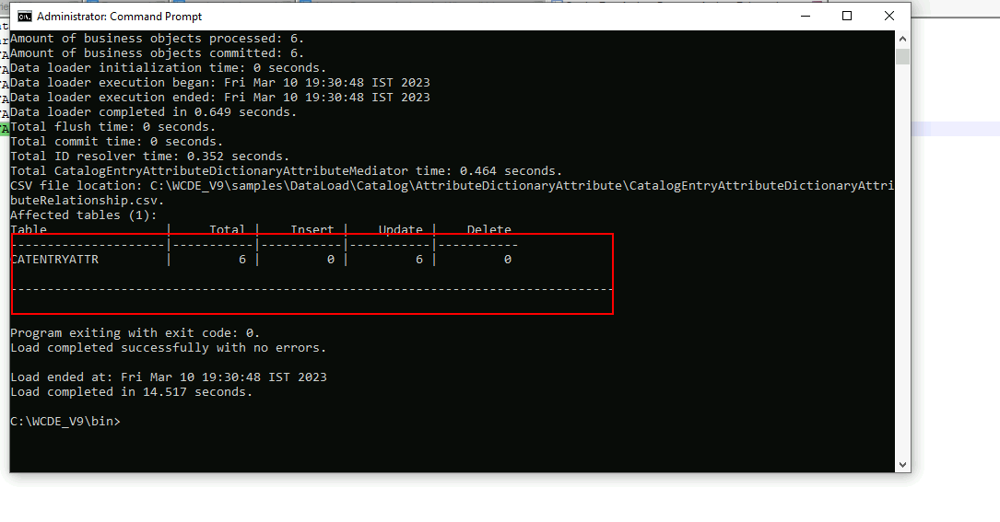 Administrator: Command Prompt
Amount of business objects processed: 6.
Amount of business objects committed: 6.
Data loader initialization time: 0 seconds.
Data loader execution began: Fri Mar 10 19:30:48 IST 2023
Data loader execution ended: Fri Mar 10 19:30:48 IST 2023
Data loader completed in 0.649 seconds.
Total flush time: 0 seconds.
Total commit time: 0 seconds.
Total ID resolver time: 0.352 seconds.
Total CatalogEntryAttributeDictionaryAttributeMediator time: 0.464 seconds.
CSV file location: C:\WCDE_V9\samples\DataLoad\Catalog\AttributeDictionaryAttribute\CatalogEntryAttributeDictionaryAttri
buteRelationship.csv.
Affected tables (1):
Table | Total | Insert | Update | Delete
----------------------|-----------|-----------|-----------|-----------
CATENTRYATTR | 6 | 0 | 6 | 0
----------------------------------------------------------------------------------
Program exiting with exit code: 0.
Load completed successfully with no errors.
Load ended at: Fri Mar 10 19:30:48 IST 2023
Load completed in 14.517 seconds.
C:\WCDE_V9\bin>